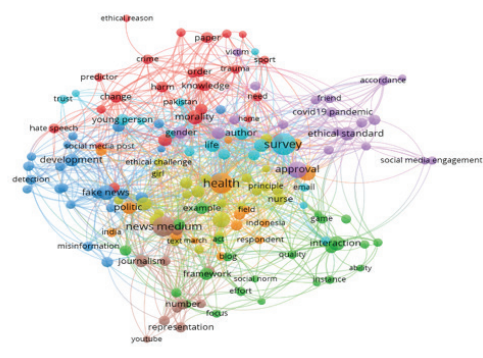 ethical reason
paper
victim
crime
sport
order
trauma
predictor
accordance
harm
knowledge
need
trust
change
pakistan
friend
covid19 pandemic
morality
young person
home
hate speech
gender
author
ethical standard
social media post
life
survey
development
ethical challenge
social media engagement
girl
approval
detection
health
principle
email
fake news
nurse
politic
example
field
game
news medium
indonesia
india
act
text march
respondent
interaction
misinformation
blog
quality
journalism
ability
framework
social norm
instance
effort
number
focus
representation
youtube